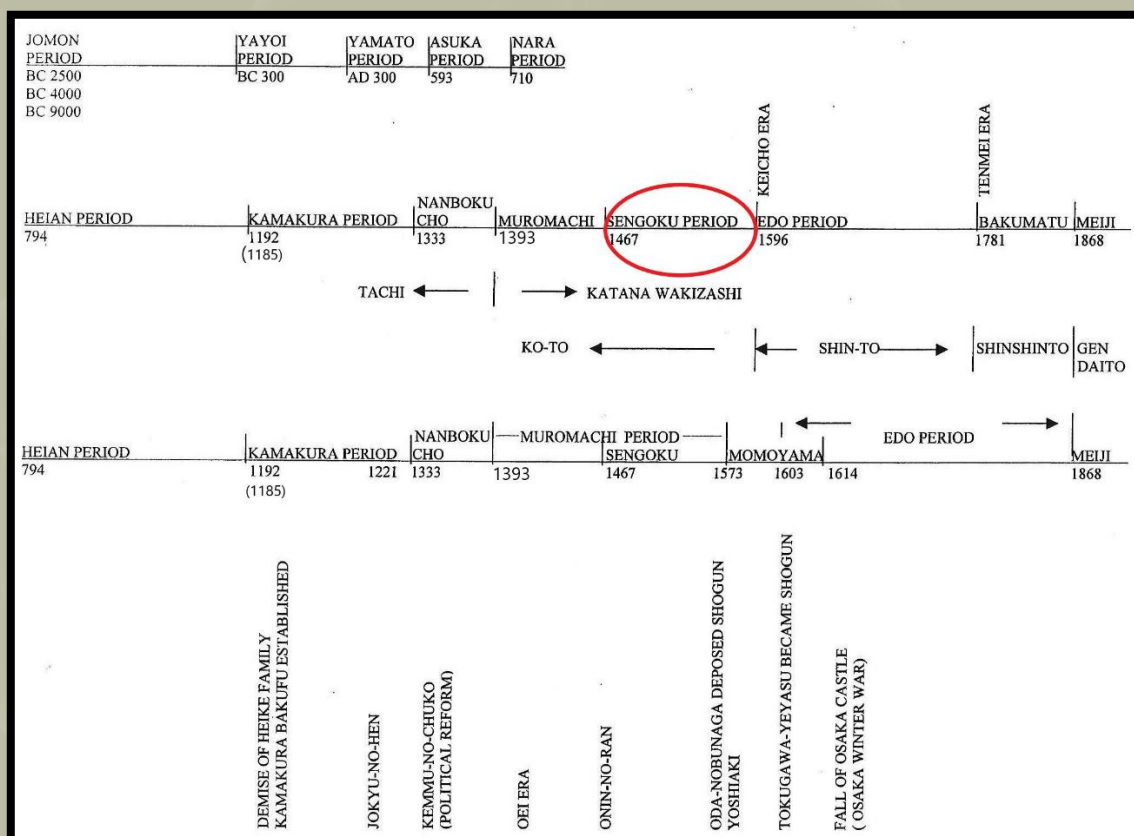 JOMON
PERIOD
BC 2500
BC 4000
BC 9000
YAYOI
PERIOD
BC 300
YAMATO
PERIOD
AD 300
ASUKA
PERIOD
593
NARA
PERIOD
710
KEICHO ERA
TENMEI ERA
HEIAN PERIOD
794
KAMAKURA PERIOD
1192
(1185)
NANBOKU
CHO
1333
MUROMACHI
1393
SENGOKU PERIOD
1467
EDO PERIOD
1596
BAKUMATU
1781
MEIJI
1868
TACHI
KATANA WAKIZASHI
KO-TO
SHIN-TO
SHINSHINTO
GEN
DAITO
HEIAN PERIOD
794
KAMAKURA PERIOD
1192
(1185)
1221
NANBOKU
CHO
1333
MUROMACHI PERIOD
1393
SENGOKU
1467
MOMOYAMA
1573
1603
1614
EDO PERIOD
MEIJI
1868
DEMISE OF HEIKE FAMILY
KAMAKURA BAKUFU ESTABLISHED
JOKYU-NO-HEN
KEMMU-NO-CHUKO
(POLITICAL REFORM)
OEI ERA
ONIN-NO-RAN
ODA-NOBUNAGA DEPOSED SHOGUN
YOSHIAKI
TOKUGAWA-YEYASU BECAME SHOGUN
FALL OF OSAKA CASTLE
( OSAKA WINTER WAR)